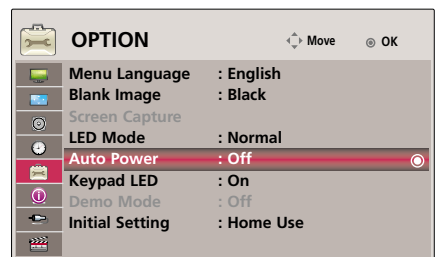 OPTION Move OK
Menu Language : English
Blank Image : Black
Screen Capture
LED Mode : Normal
Auto Power : Off
Keypad LED : On
Demo Mode : Off
Initial Setting : Home Use